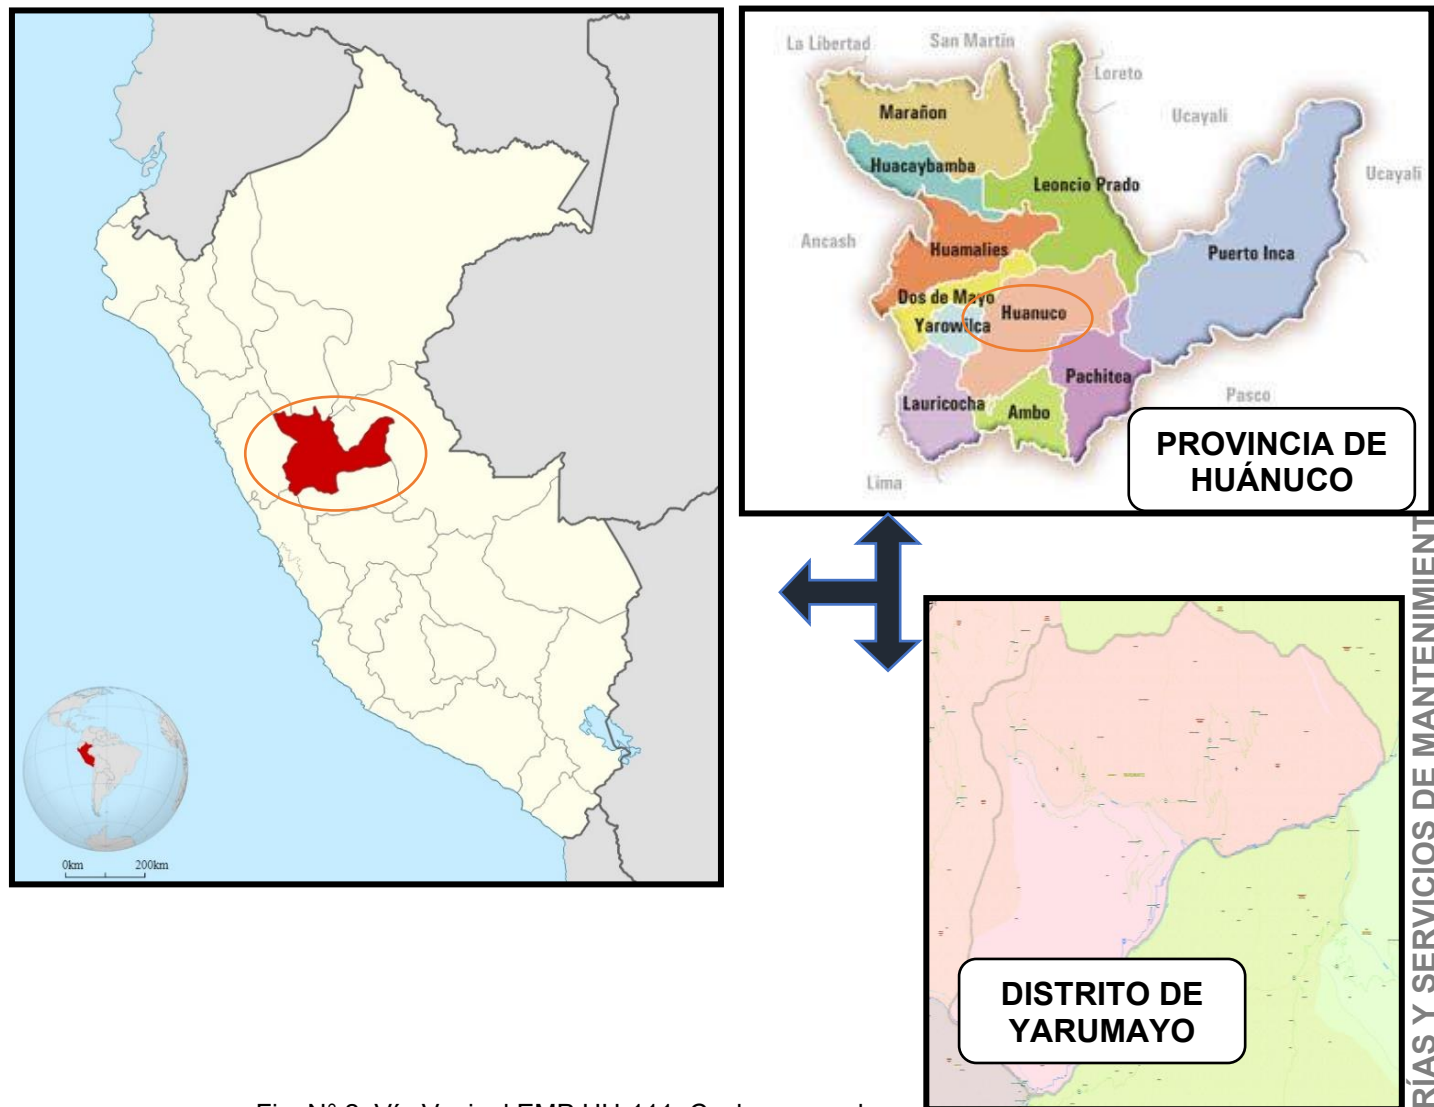 0km 200km
La Libertad
San Martín
Loreto
Ucayali
Ucayali
Marañon
Huacaybamba
Leoncio Prado
Ancash
Huamalies
Puerto Inca
Dos de Mayo
Huanuco
Yarowilca
Pachitea
Lauricocha
Ambo
Pasco
Lima
PROVINCIA DE
HUÁNUCO
DISTRITO DE
YARUMAYO
RÍAS Y SERVICIOS DE MANTENIMIENT